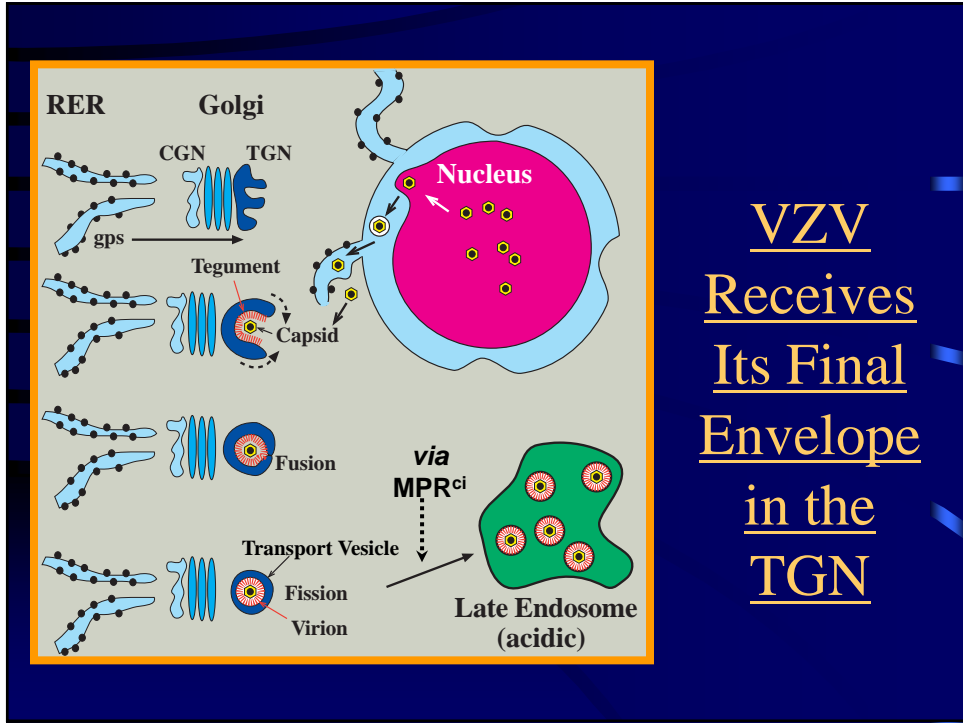 RER
Golgi
CGN
TGN
gps
Nucleus
Tegument
Capsid
Fusion
via
MPRci
Transport Vesicle
Fission
Virion
Late Endosome
(acidic)
VZV
Receives
Its Final
Envelope
in the
TGN